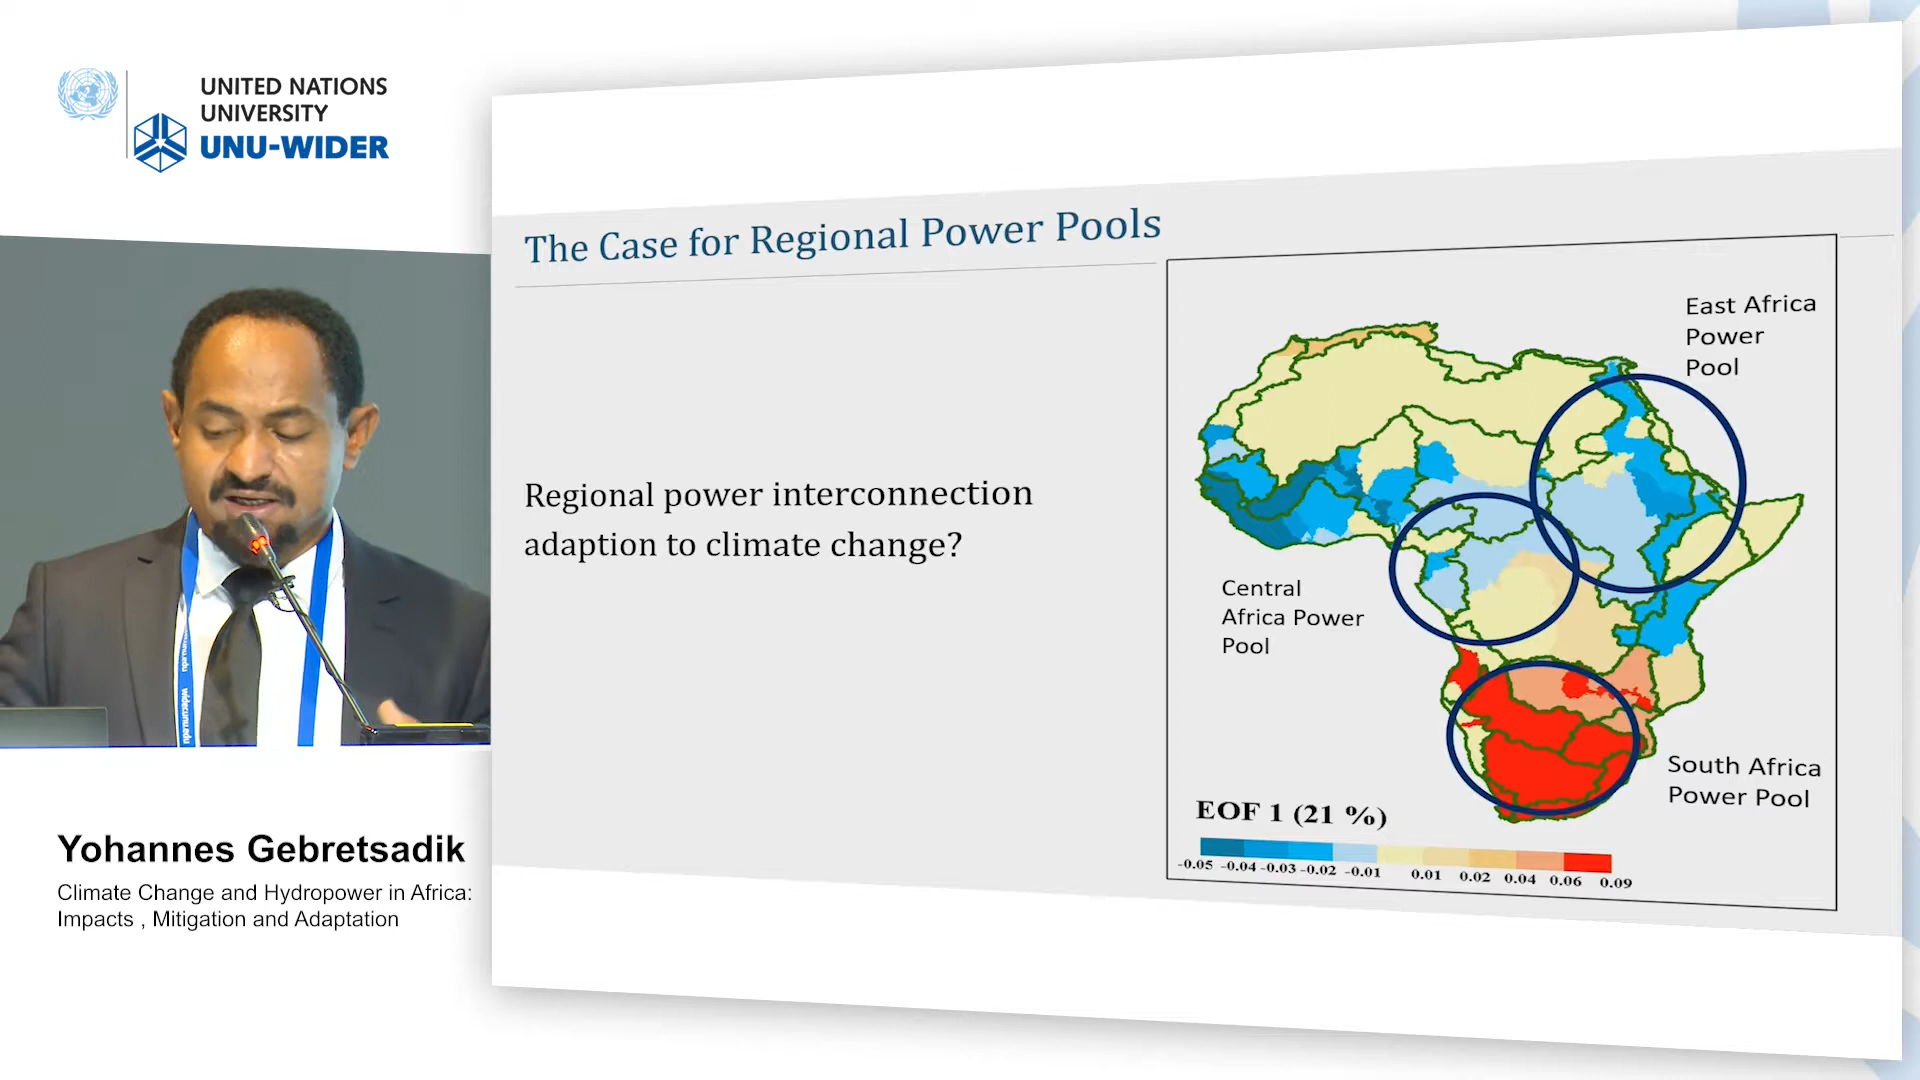 UNITED NATIONS
UNIVERSITY
UNU-WIDER
The Case for Regional Power Pools
Regional power interconnection
adaption to climate change?
East Africa
Power
Pool
Central
Africa Power
Pool
South Africa
Power Pool
EOF 1 (21 %)
-0.05 -0.04 -0.03 -0.02 -0.01 0.01 0.02 0.04 0.06 0.09
Yohannes Gebretsadik
Climate Change and Hydropower in Africa:
Impacts , Mitigation and Adaptation